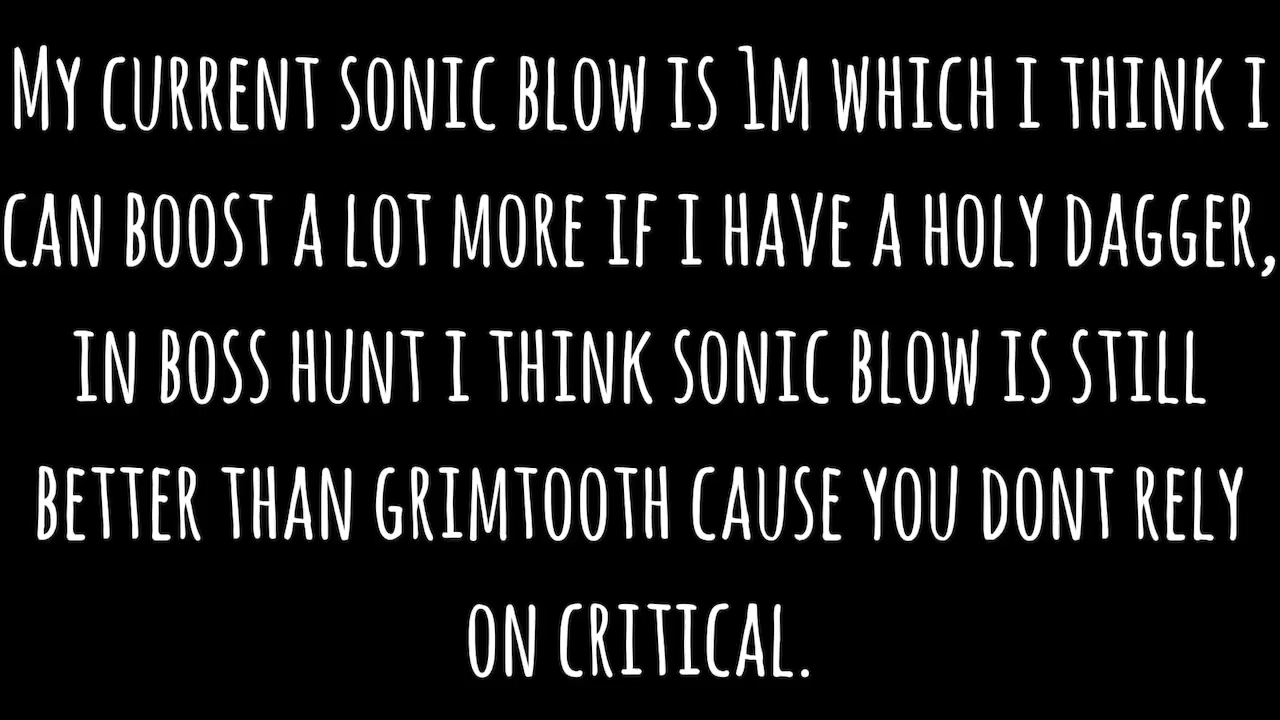 My current sonic blow is 1m which i think i
can boost a lot more if i have a holy dagger,
in boss hunt i think sonic blow is still
better than grimtooth cause you dont rely
on critical.